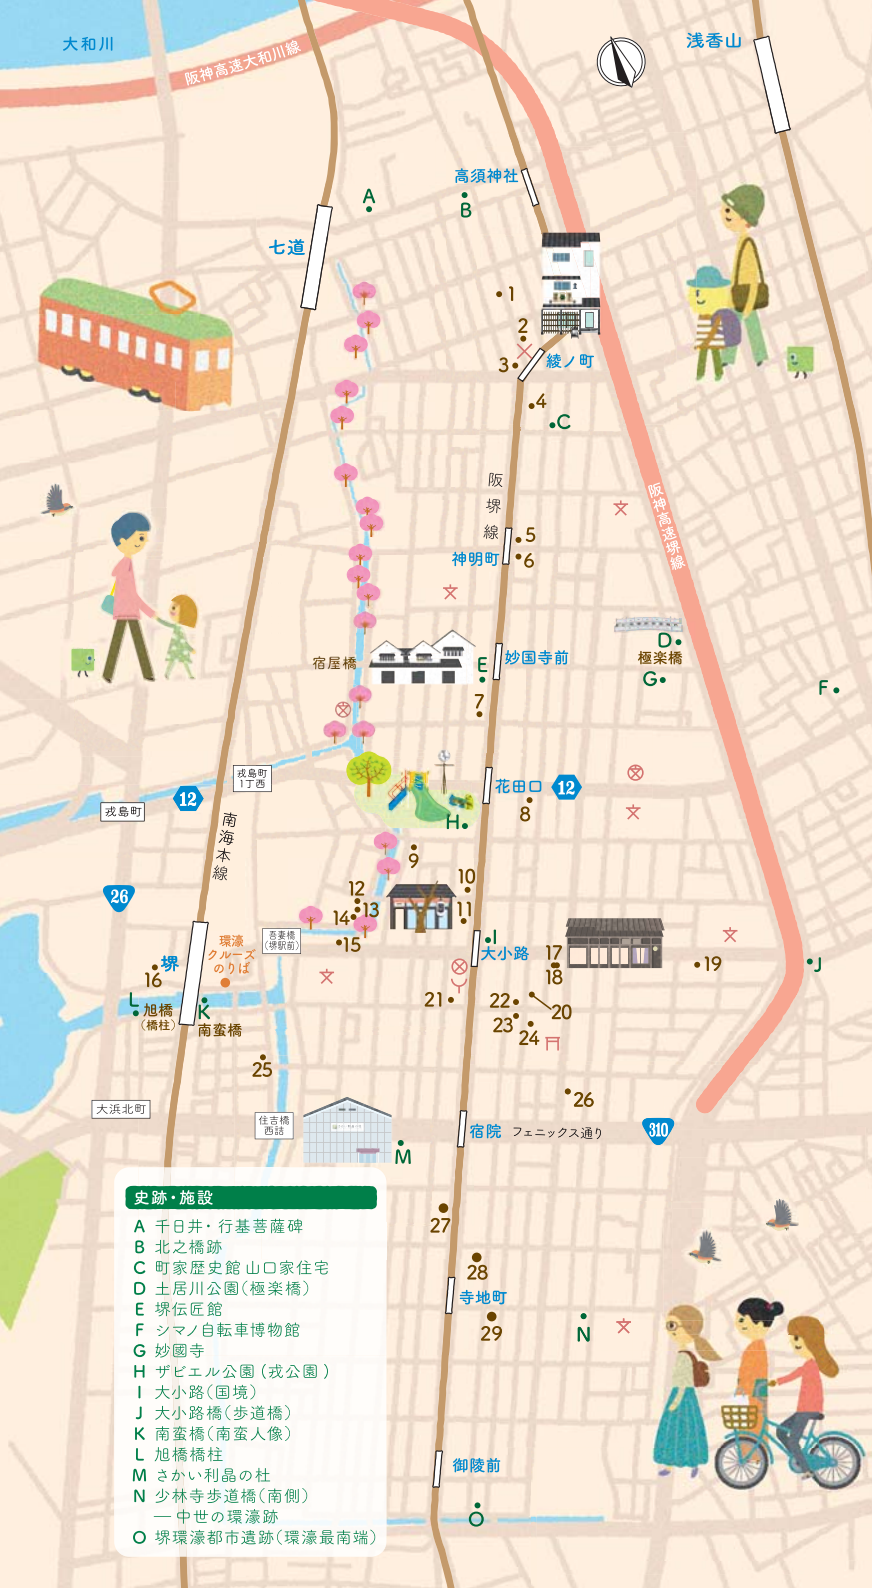 大和川
阪神高速大和川線
浅香山
高須神社
A
B
七道
1
2
3
綾ノ町
4
C
阪堺線
5
神明町
6
阪神高速堺線
D
極楽橋
宿屋橋
E
妙国寺前
G
F
7
戎島町
1丁西
12
戎島町
花田口
12
8
H
南海本線
9
26
10
12
13
14
11
15
吾妻橋
(堺駅前)
I
大小路
環濠
クルーズ
のりば
堺
16
17
18
19
J
L
旭橋
(橋柱)
K
南蛮橋
21
22
20
23
24
25
26
大浜北町
住吉橋
西詰
宿院
フェニックス通り
310
M
27
28
寺地町
29
N
御陵前
O
史跡・施設
A 千日井・行基菩薩碑
B 北之橋跡
C 町家歴史館 山口家住宅
D 土居川公園(極楽橋)
E 堺伝匠館
F シマノ自転車博物館
G 妙國寺
H ザビエル公園(戎公園)
I 大小路(国境)
J 大小路橋(歩道橋)
K 南蛮橋(南蛮人像)
L 旭橋橋柱
M さかい利晶の杜
N 少林寺歩道橋(南側)
― 中世の環濠跡
O 堺環濠都市遺跡(環濠最南端)